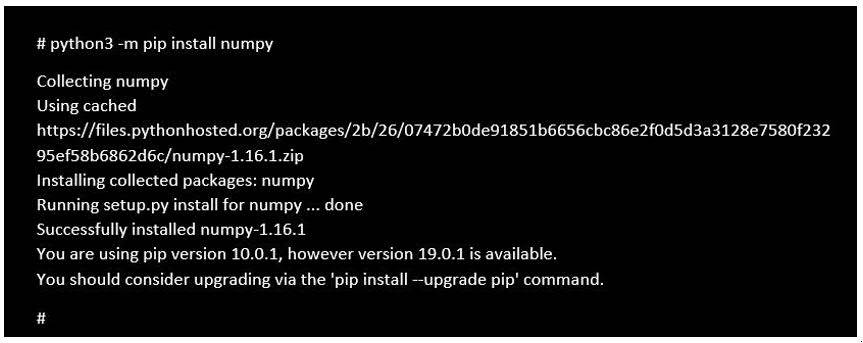 # python3 -m pip install numpy
Collecting numpy
Using cached
https://files.pythonhosted.org/packages/2b/26/07472b0de91851b6656cbc86e2f0d5d3a3128e7580f232
95ef58b6862d6c/numpy-1.16.1.zip
Installing collected packages: numpy
Running setup.py install for numpy ... done
Successfully installed numpy-1.16.1
You are using pip version 10.0.1, however version 19.0.1 is available.
You should consider upgrading via the 'pip install --upgrade pip' command.
#